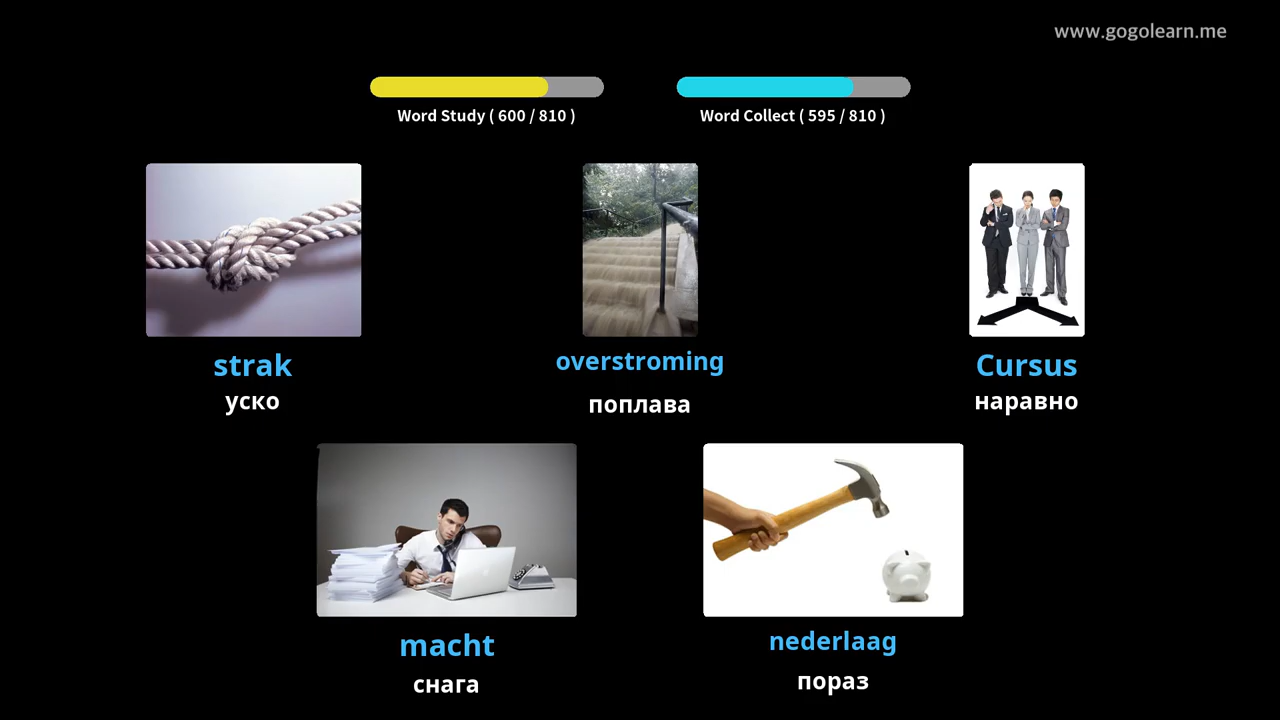 www.gogolearn.me
Word Study ( 600 / 810 )
Word Collect ( 595 / 810 )
strak
уско
overstroming
поплава
Cursus
наравно
macht
снага
nederlaag
пораз